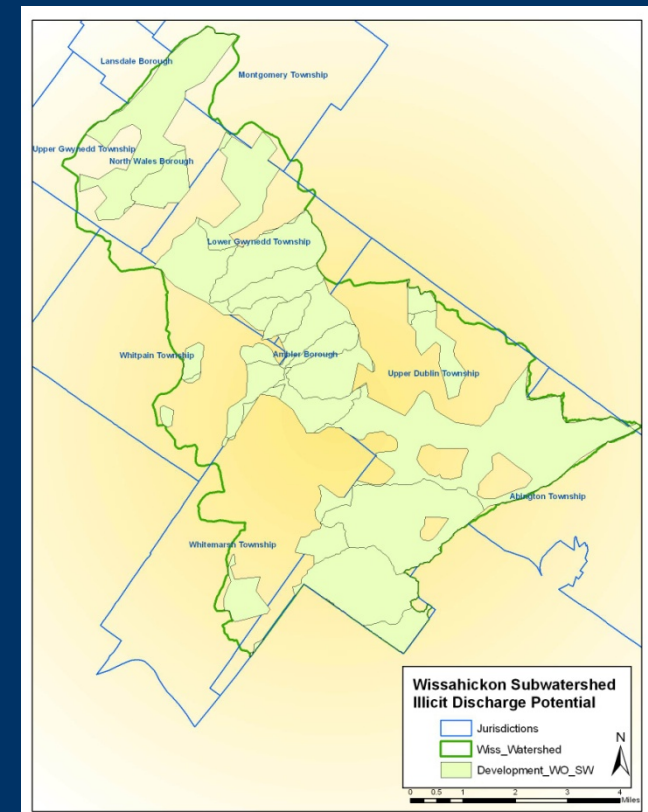 Lansdale Borough
Montgomery Township
Upper Gwynedd Township
North Wales Borough
Lower Gwynedd Township
Whitpain Township
Ambler Borough
Upper Dublin Township
Abington Township
Whitemarsh Township
Wissahickon Subwatershed
Illicit Discharge Potential
Jurisdictions
Wiss_Watershed
Development_WO_SW
N
0 0.5 1 2 3 4
Miles